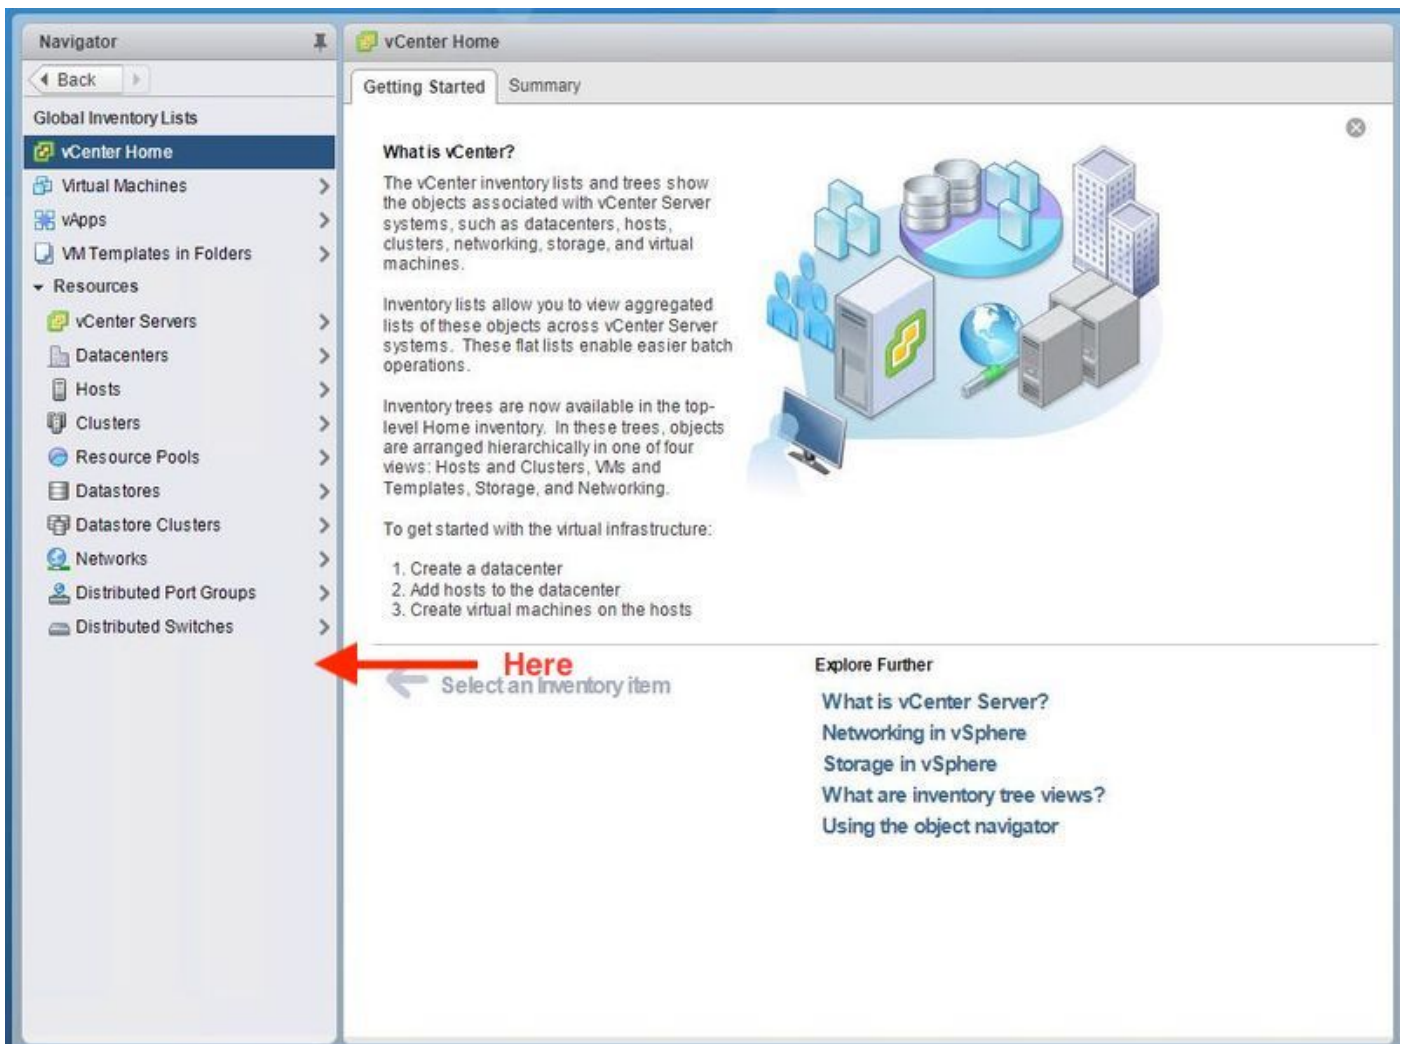 Navigator
Back
Global Inventory Lists
vCenter Home
Virtual Machines
vApps
VM Templates in Folders
Resources
vCenter Servers
Datacenters
Hosts
Clusters
Resource Pools
Datastores
Datastore Clusters
Networks
Distributed Port Groups
Distributed Switches
vCenter Home
Getting Started Summary
What is vCenter?
The vCenter inventory lists and trees show
the objects associated with vCenter Server
systems, such as datacenters, hosts,
clusters, networking, storage, and virtual
machines.
Inventory lists allow you to view aggregated
lists of these objects across vCenter Server
systems. These flat lists enable easier batch
operations.
Inventory trees are now available in the top-
level Home inventory. In these trees, objects
are arranged hierarchically in one of four
views: Hosts and Clusters, VMs and
Templates, Storage, and Networking.
To get started with the virtual infrastructure:
1. Create a datacenter
2. Add hosts to the datacenter
3. Create virtual machines on the hosts
Here
Select an Inventory item
Explore Further
What is vCenter Server?
Networking in vSphere
Storage in vSphere
What are inventory tree views?
Using the object navigator